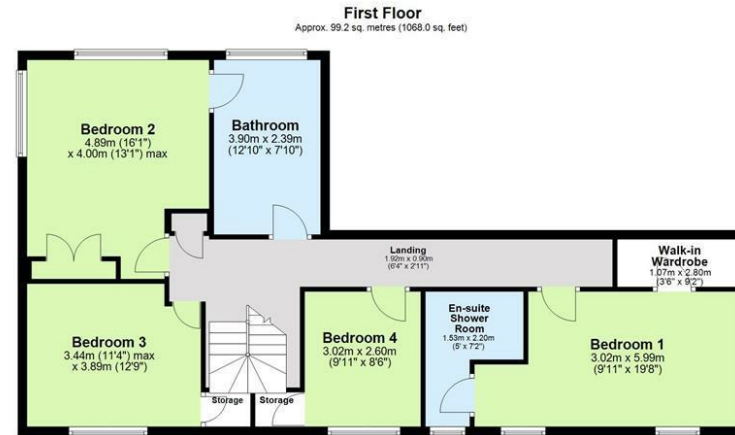 First Floor
Approx. 99.2 sq. metres (1068.0 sq. feet)
Bedroom 2
4.89m (16'1")
x 4.00m (13'1") max
Bathroom
3.90m x 2.39m
(12'10" x 7'10")
Landing
1.92m x 0.90m
(6'4" x 2'11")
Walk-in
Wardrobe
1.07m x 2.80m
(3'6" x 9'2")
Bedroom 3
3.44m (11'4") max
x 3.89m (12'9")
Bedroom 4
3.02m x 2.60m
(9'11" x 8'6")
En-suite
Shower
Room
1.53m x 2.20m
(5' x 7'2")
Bedroom 1
3.02m x 5.99m
(9'11" x 19'8")
Storage
Storage